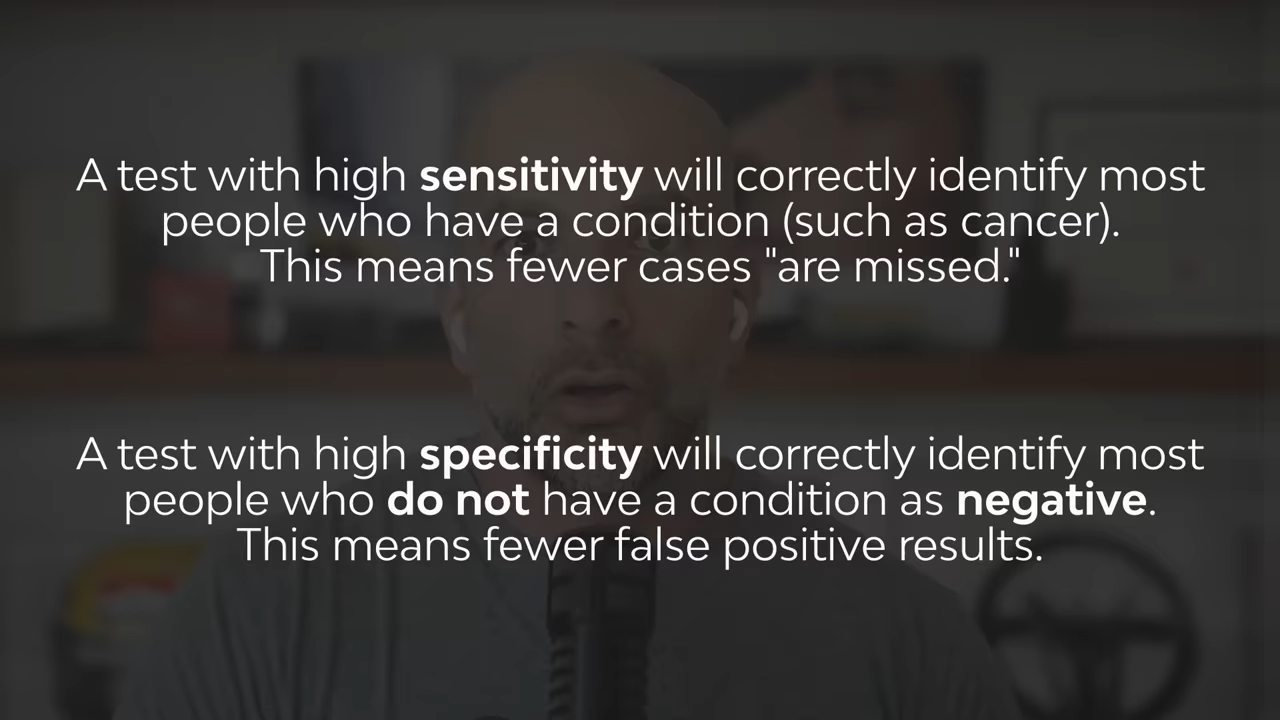 A test with high sensitivity will correctly identify most
people who have a condition (such as cancer).
This means fewer cases "are missed."
A test with high specificity will correctly identify most
people who do not have a condition as negative.
This means fewer false positive results.